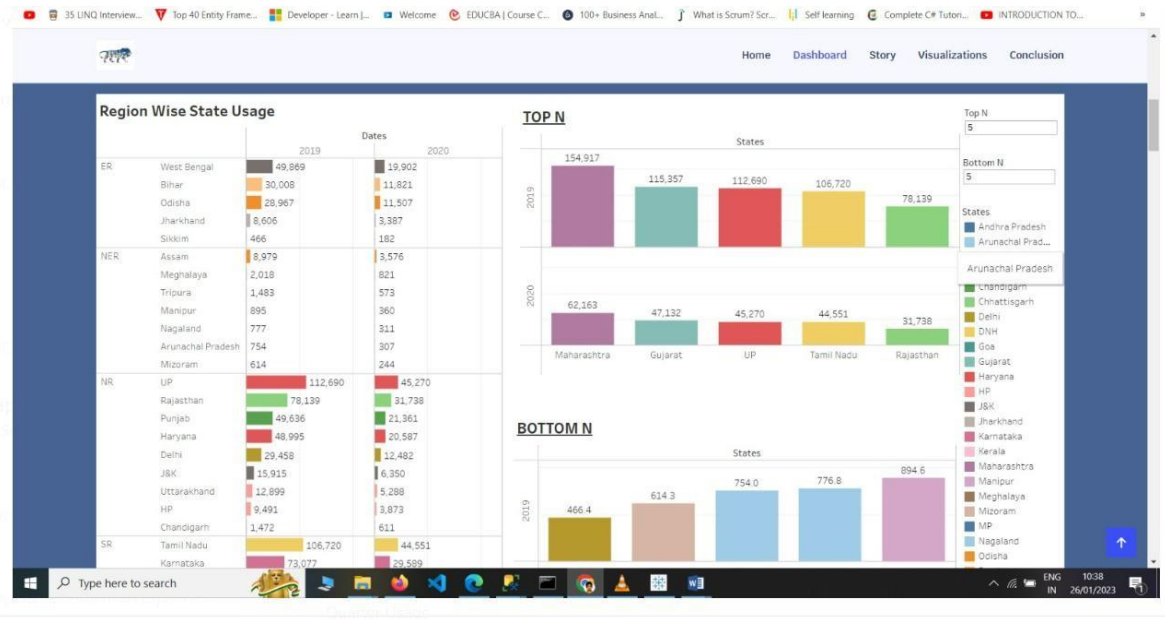 35 LINQ Interview... Top 40 Entity Frame... Developer - Learn |... Welcome EDUCBA | Course C... 100+ Business Anal... What is Scrum? Scr... Self learning Complete C# Tutori... INTRODUCTION TO... »
Home Dashboard Story Visualizations Conclusion
Region Wise State Usage
Dates
2019 2020
ER West Bengal 49,869 19,902
Bihar 30,008 11,821
Odisha 28,967 11,507
Jharkhand 8,606 3,387
Sikkim 466 182
NER Assam 8,979 3,576
Meghalaya 2,018 821
Tripura 1,483 573
Manipur 895 360
Nagaland 777 311
Arunachal Pradesh 754 307
Mizoram 614 244
NR UP 112,690 45,270
Rajasthan 78,139 31,738
Punjab 49,636 21,361
Haryana 48,995 20,587
Delhi 29,458 12,482
J&K 15,915 6,350
Uttarakhand 12,899 5,288
HP 9,491 3,873
Chandigarh 1,472 611
SR Tamil Nadu 106,720 44,551
Karnataka 73,077 29,589
TOP N
States
154,917 115,357 112,690 106,720 78,139
2019
62,163 47,132 45,270 44,551 31,738
2020
Maharashtra Gujarat UP Tamil Nadu Rajasthan
BOTTOM N
States
466.4 614.3 754.0 776.8 894.6
2019
Top N
5
Bottom N
5
States
Andhra Pradesh
Arunachal Prad...
Arunachal Pradesh
Chandigarh
Chhattisgarh
Delhi
DNH
Goa
Gujarat
Haryana
HP
J&K
Jharkhand
Karnataka
Kerala
Maharashtra
Manipur
Meghalaya
Mizoram
MP
Nagaland
Odisha
Type here to search
ENG 10:38
IN 26/01/2023